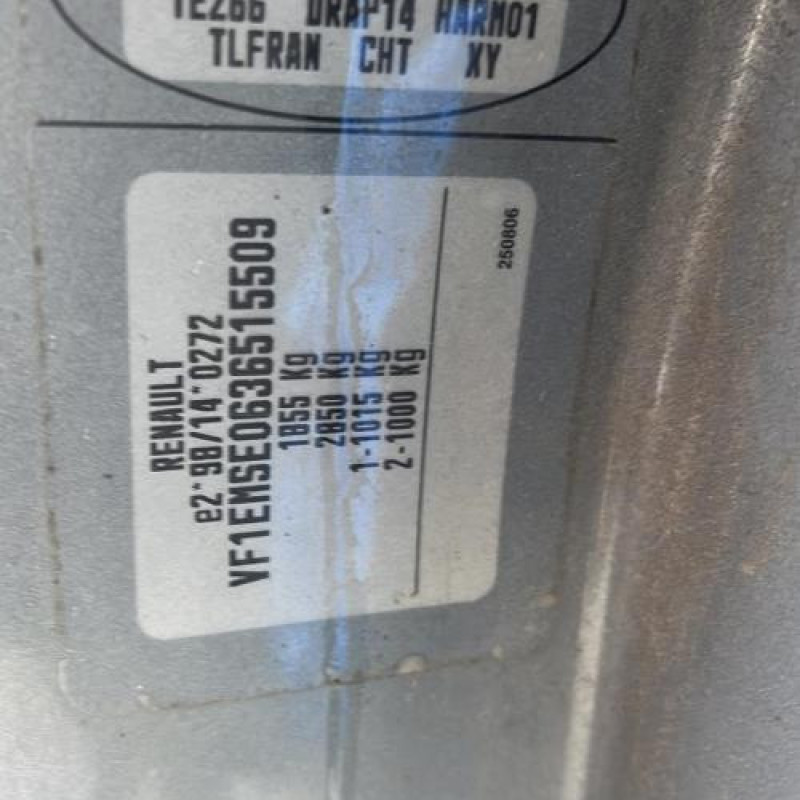 TE266 DRAP14 HARM01
TLFRAN CHT XY
RENAULT
e2*98/14*0272
VF1EMSE0636515509
1855 Kg
2850 Kg
1-1015 Kg
2-1000 Kg
250806